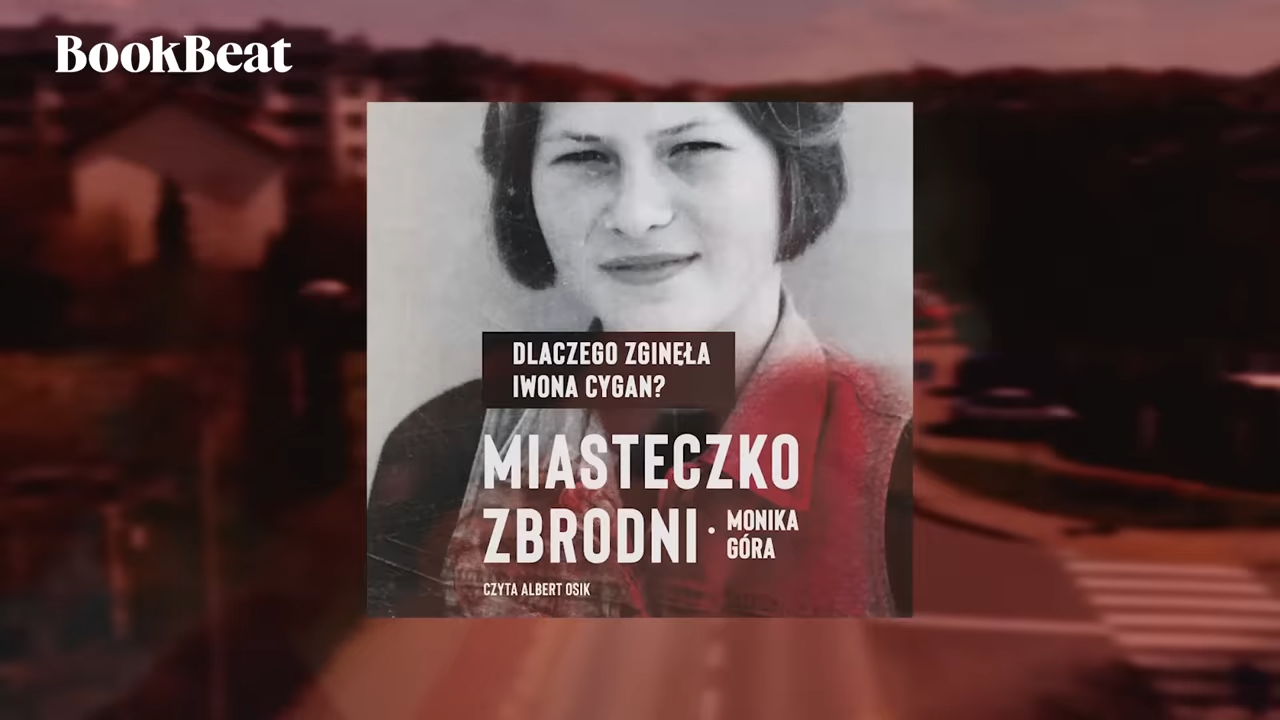 BookBeat
DLACZEGO ZGINĘŁA
IWONA CYGAN?
MIASTECZKO
ZBRODNI • MONIKA
GÓRA
CZYTA ALBERT OSIK